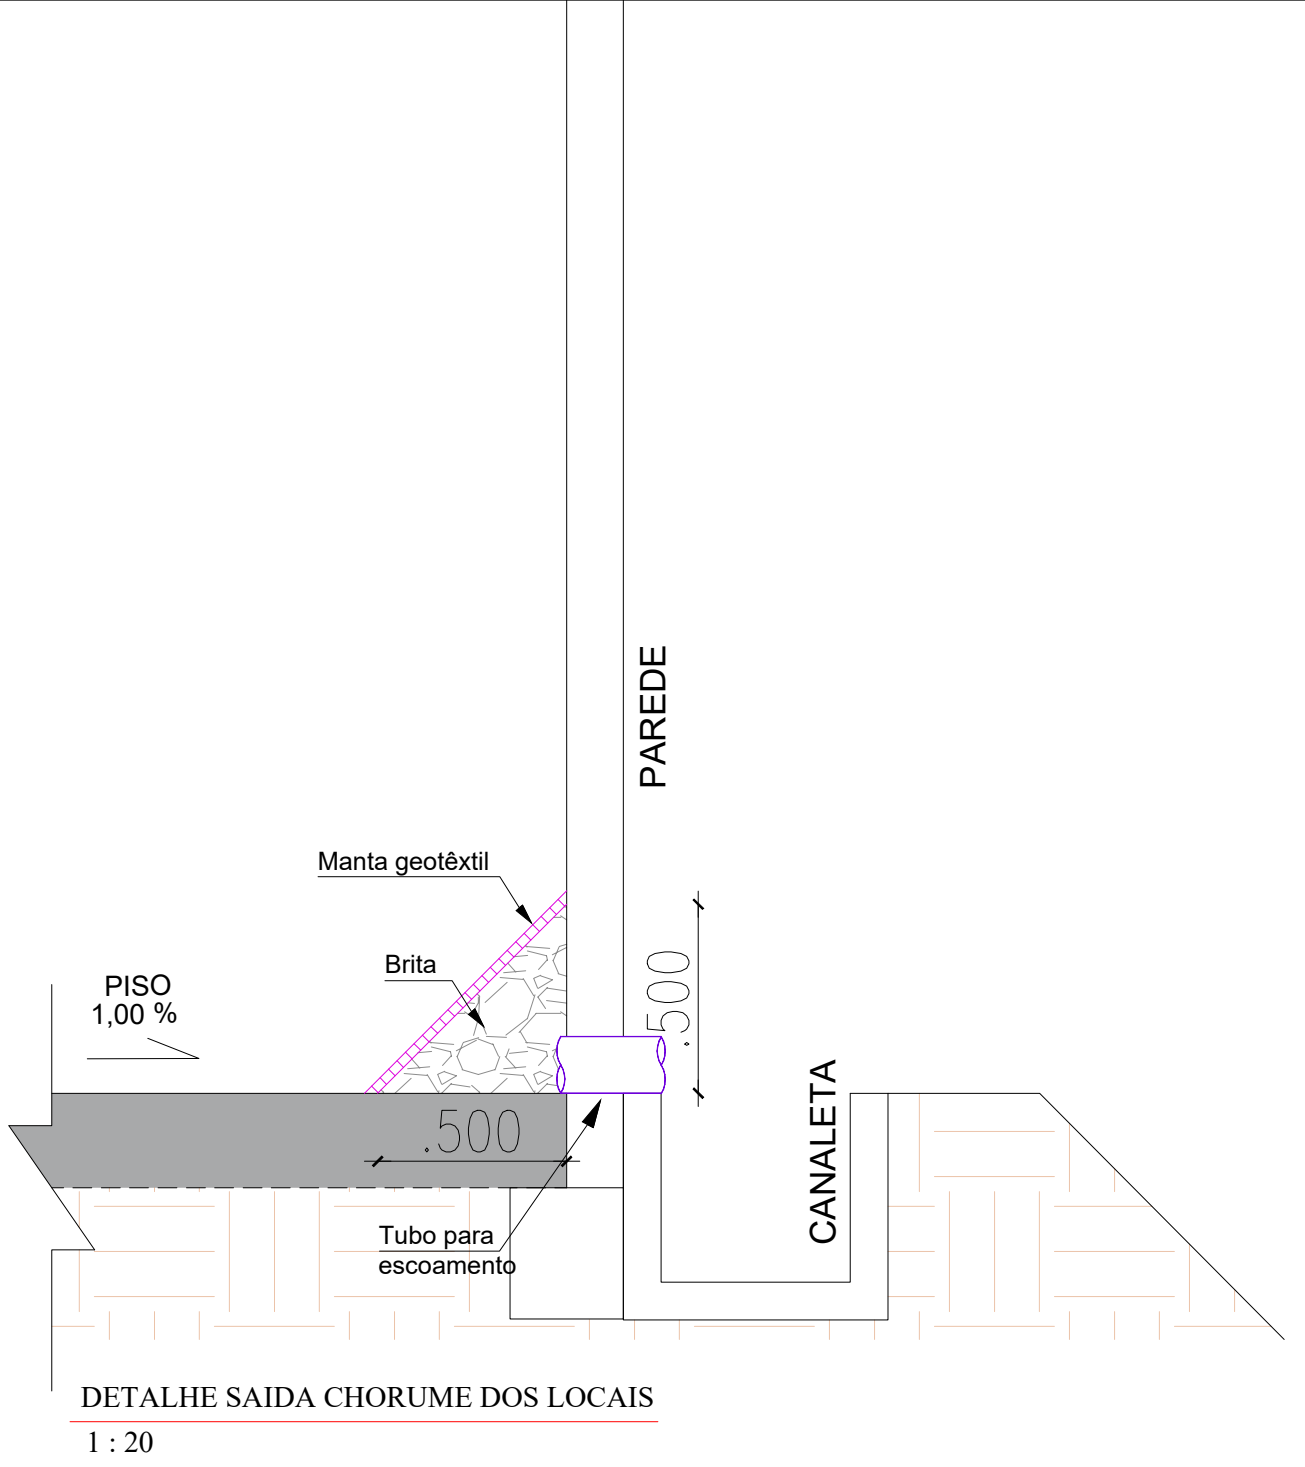 PAREDE
Manta geotêxtil
Brita
.500
PISO
1,00 %
CANALETA
.500
Tubo para
escoamento
DETALHE SAIDA CHORUME DOS LOCAIS
1 : 20